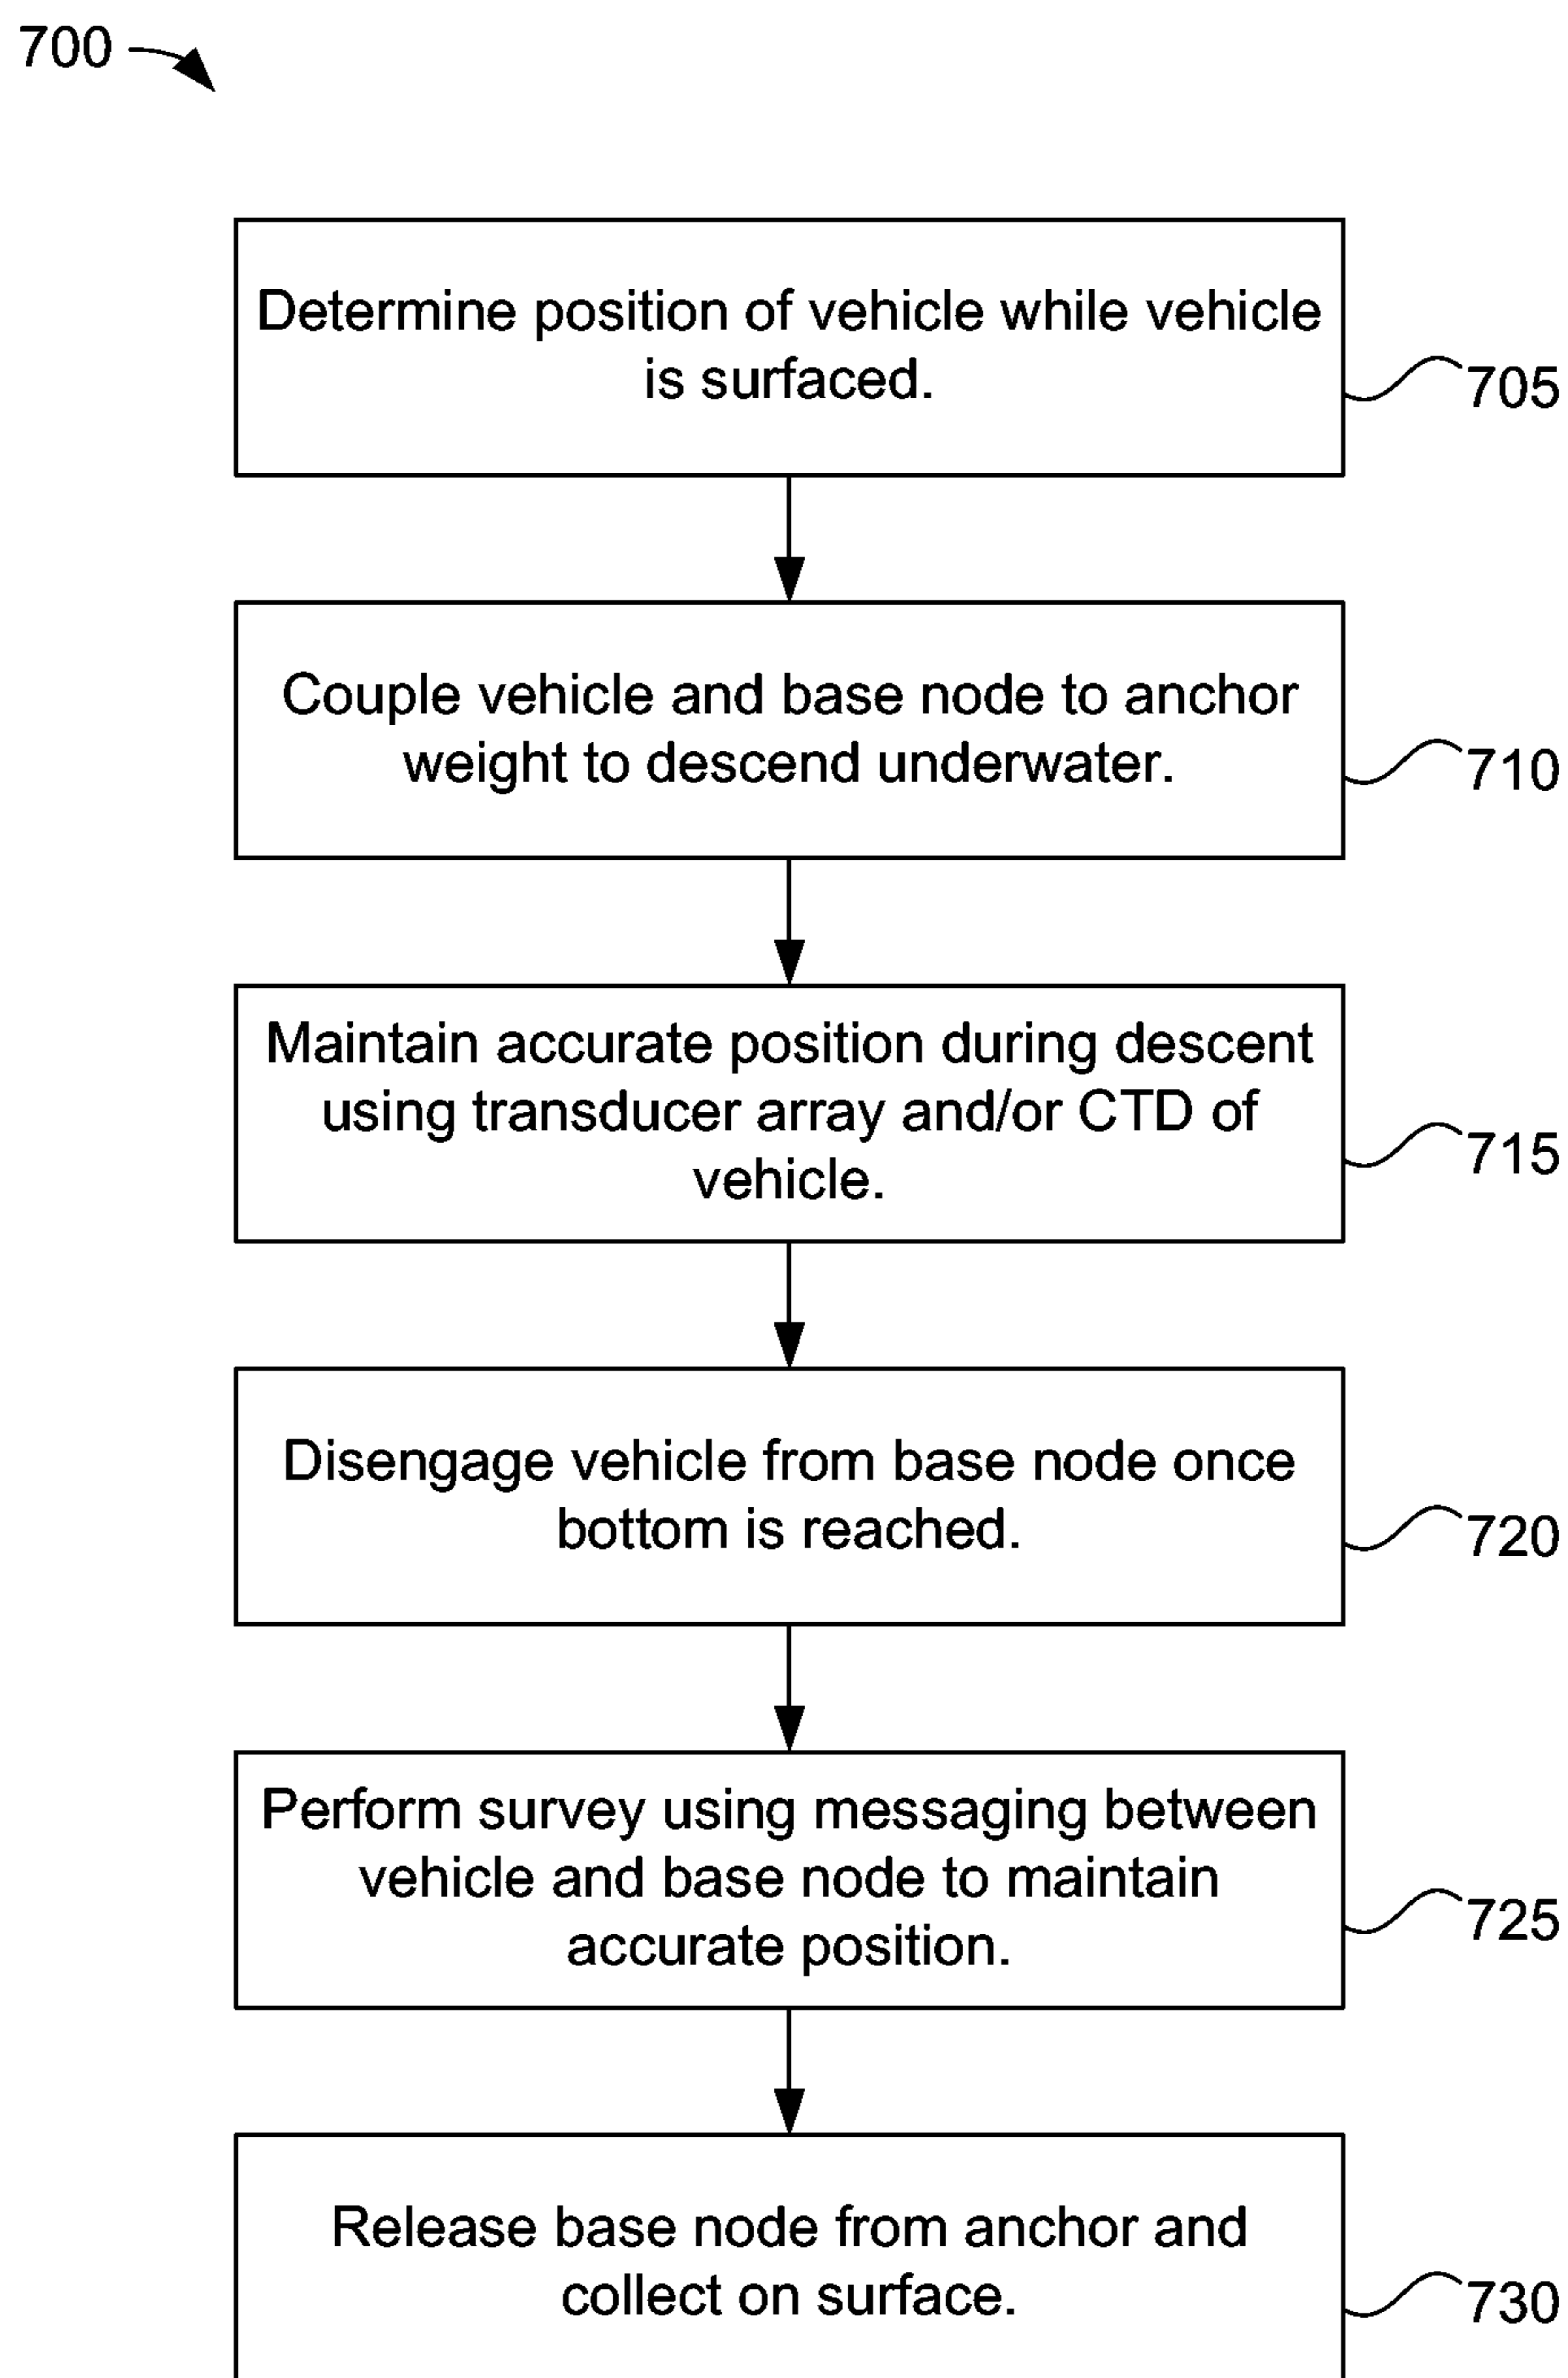 700
Determine position of vehicle while vehicle
is surfaced.
705
Couple vehicle and base node to anchor
weight to descend underwater.
710
Maintain accurate position during descent
using transducer array and/or CTD of
vehicle.
715
Disengage vehicle from base node once
bottom is reached.
720
Perform survey using messaging between
vehicle and base node to maintain
accurate position.
725
Release base node from anchor and
collect on surface.
730